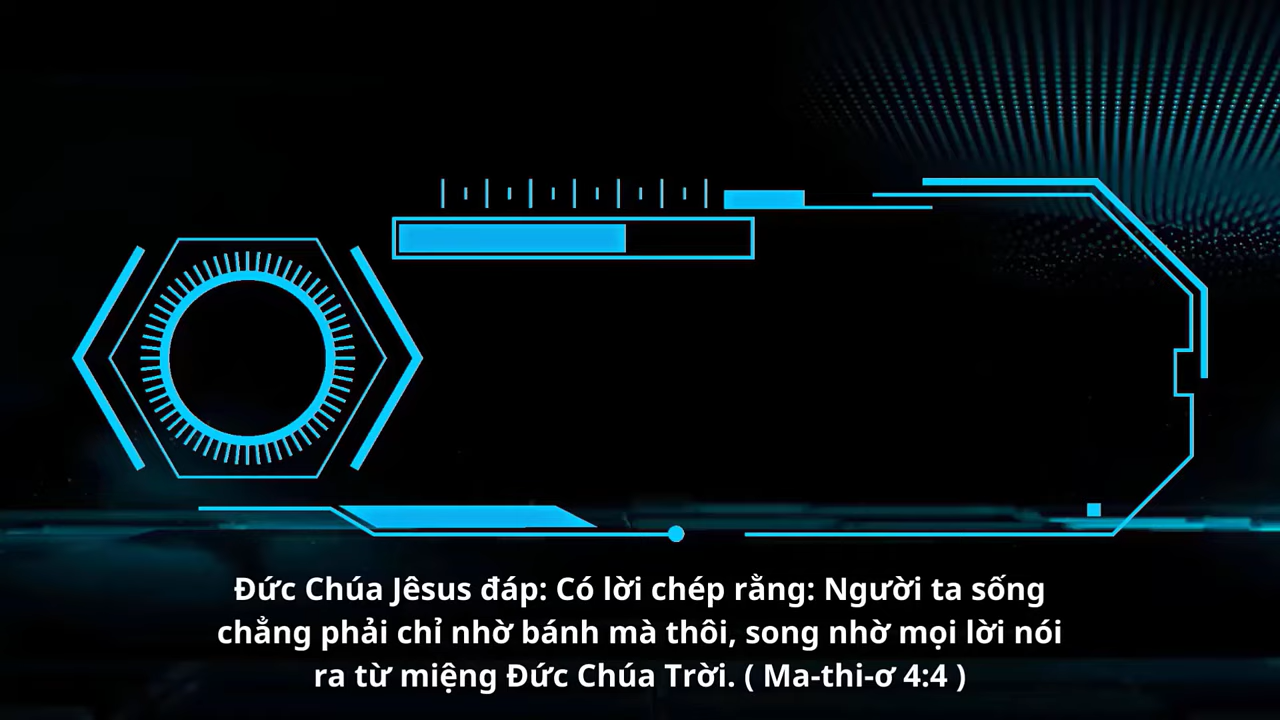 Đức Chúa Jêsus đáp: Có lời chép rằng: Người ta sống
chẳng phải chỉ nhờ bánh mà thôi, song nhờ mọi lời nói
ra từ miệng Đức Chúa Trời. ( Ma-thi-ơ 4:4 )